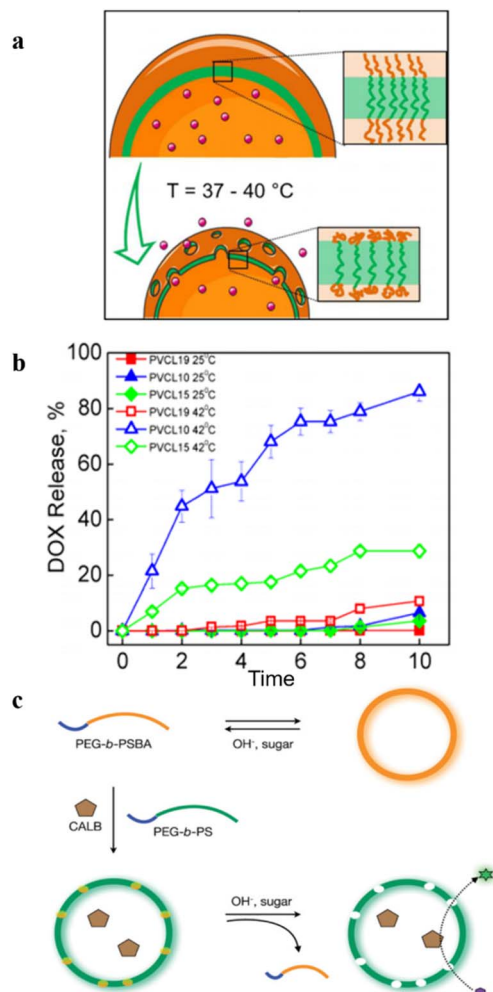 a
T = 37 - 40 °C
b
DOX Release, %
100
80
60
40
20
0
PVCL19 25°C
PVCL10 25°C
PVCL15 25°C
PVCL19 42°C
PVCL10 42°C
PVCL15 42°C
0 2 4 6 8 10
Time
c
PEG-b-PSBA
OH⁻, sugar
CALB
PEG-b-PS
OH⁻, sugar